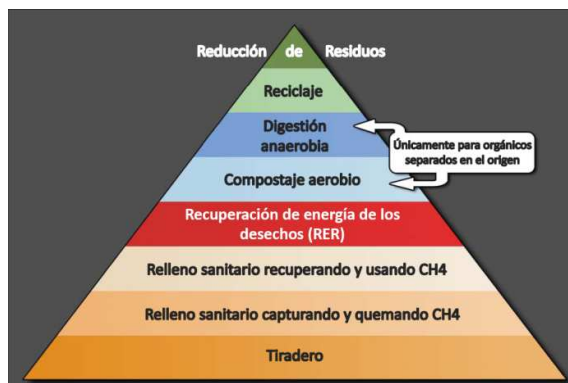 Reducción de Residuos
Reciclaje
Digestión
anaerobia
Únicamente para orgánicos
separados en el origen
Compostaje aerobio
Recuperación de energía de los
desechos (RER)
Relleno sanitario recuperando y usando CH4
Relleno sanitario capturando y quemando CH4
Tiradero